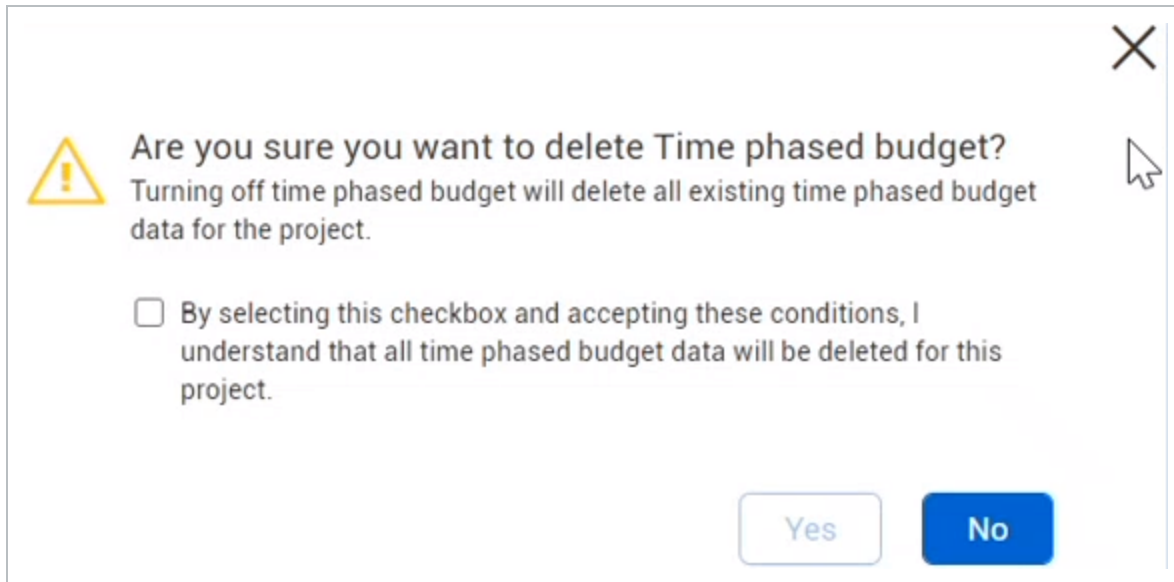 Are you sure you want to delete Time phased budget?
Turning off time phased budget will delete all existing time phased budget
data for the project.
By selecting this checkbox and accepting these conditions, I
understand that all time phased budget data will be deleted for this
project.
Yes No